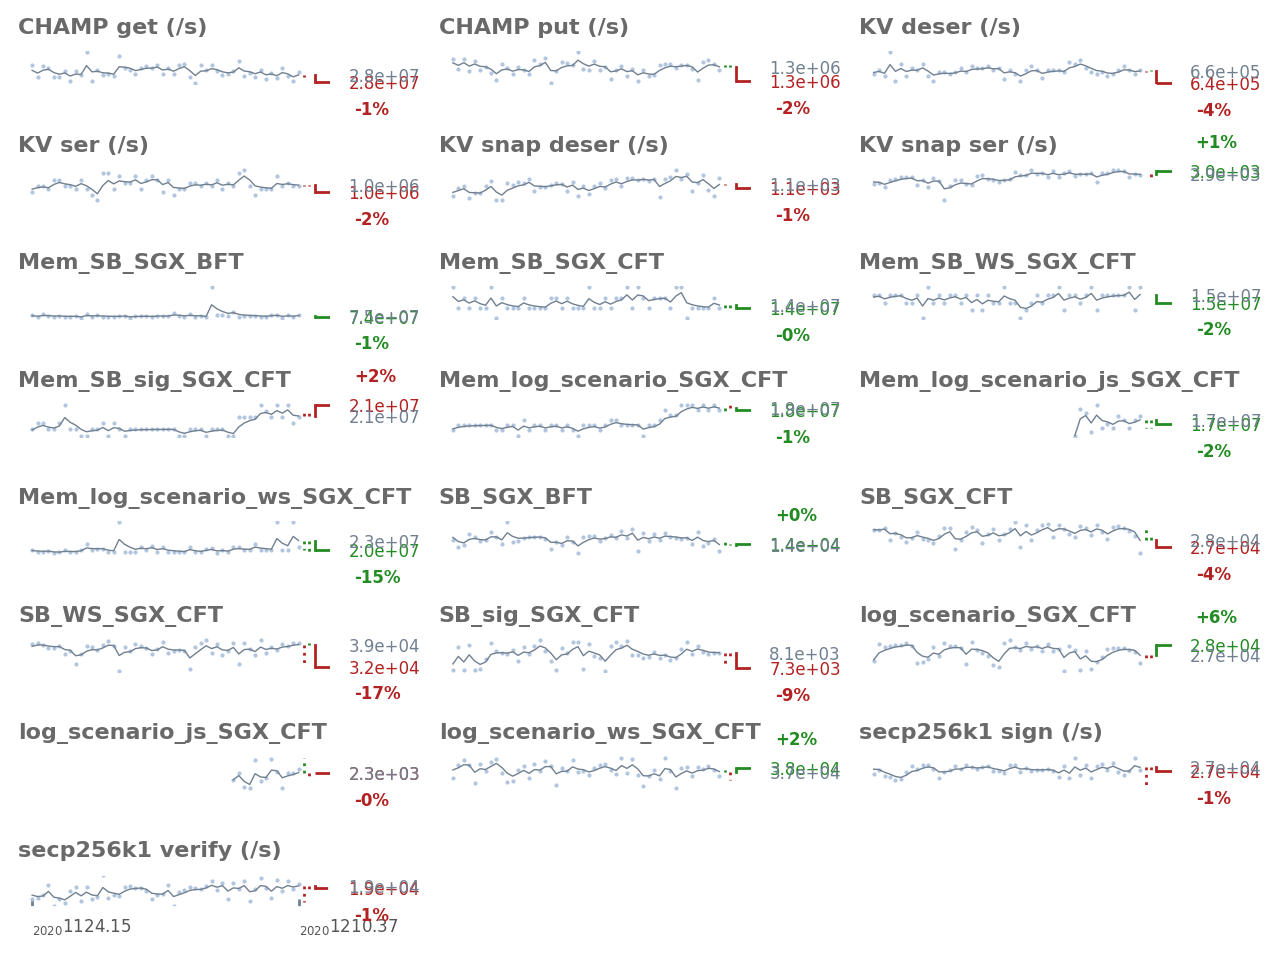 CHAMP get (/s)
2.8e+07
2.8e+07
-1%
CHAMP put (/s)
1.3e+06
1.3e+06
-2%
KV deser (/s)
6.6e+05
6.4e+05
-4%
KV ser (/s)
1.0e+06
1.0e+06
-2%
KV snap deser (/s)
1.1e+03
1.1e+03
-1%
KV snap ser (/s)
+1%
3.0e+03
2.9e+03
Mem_SB_SGX_BFT
7.4e+07
-1%
Mem_SB_SGX_CFT
1.4e+07
1.4e+07
-0%
Mem_SB_WS_SGX_CFT
1.5e+07
1.5e+07
-2%
Mem_SB_sig_SGX_CFT
+2%
2.1e+07
2.1e+07
Mem_log_scenario_SGX_CFT
1.8e+07
-1%
Mem_log_scenario_js_SGX_CFT
1.7e+07
1.7e+07
-2%
Mem_log_scenario_ws_SGX_CFT
2.3e+07
2.0e+07
-15%
SB_SGX_BFT
+0%
1.4e+04
1.4e+04
SB_SGX_CFT
2.8e+04
2.7e+04
-4%
SB_WS_SGX_CFT
3.9e+04
3.2e+04
-17%
SB_sig_SGX_CFT
8.1e+03
7.3e+03
-9%
log_scenario_SGX_CFT
+6%
2.8e+04
2.7e+04
log_scenario_js_SGX_CFT
2.3e+03
2.3e+03
-0%
log_scenario_ws_SGX_CFT
+2%
3.8e+04
3.7e+04
secp256k1 sign (/s)
2.7e+04
2.7e+04
-1%
secp256k1 verify (/s)
1.9e+04
1.9e+04
-1%
2020 1124.15
2020 1210.37